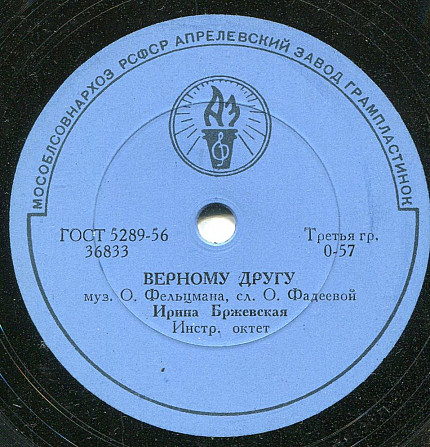 МОСОБЛСОВНАРХОЗ РСФСР АПРЕЛЕВСКИЙ ЗАВОД ГРАМПЛАСТИНОК
АЗ
ГОСТ 5289-56
36833
Третья гр.
0-57
ВЕРНОМУ ДРУГУ
муз. О. Фельцмана, сл. О. Фадеевой
Ирина Бржевская
Инстр. октет